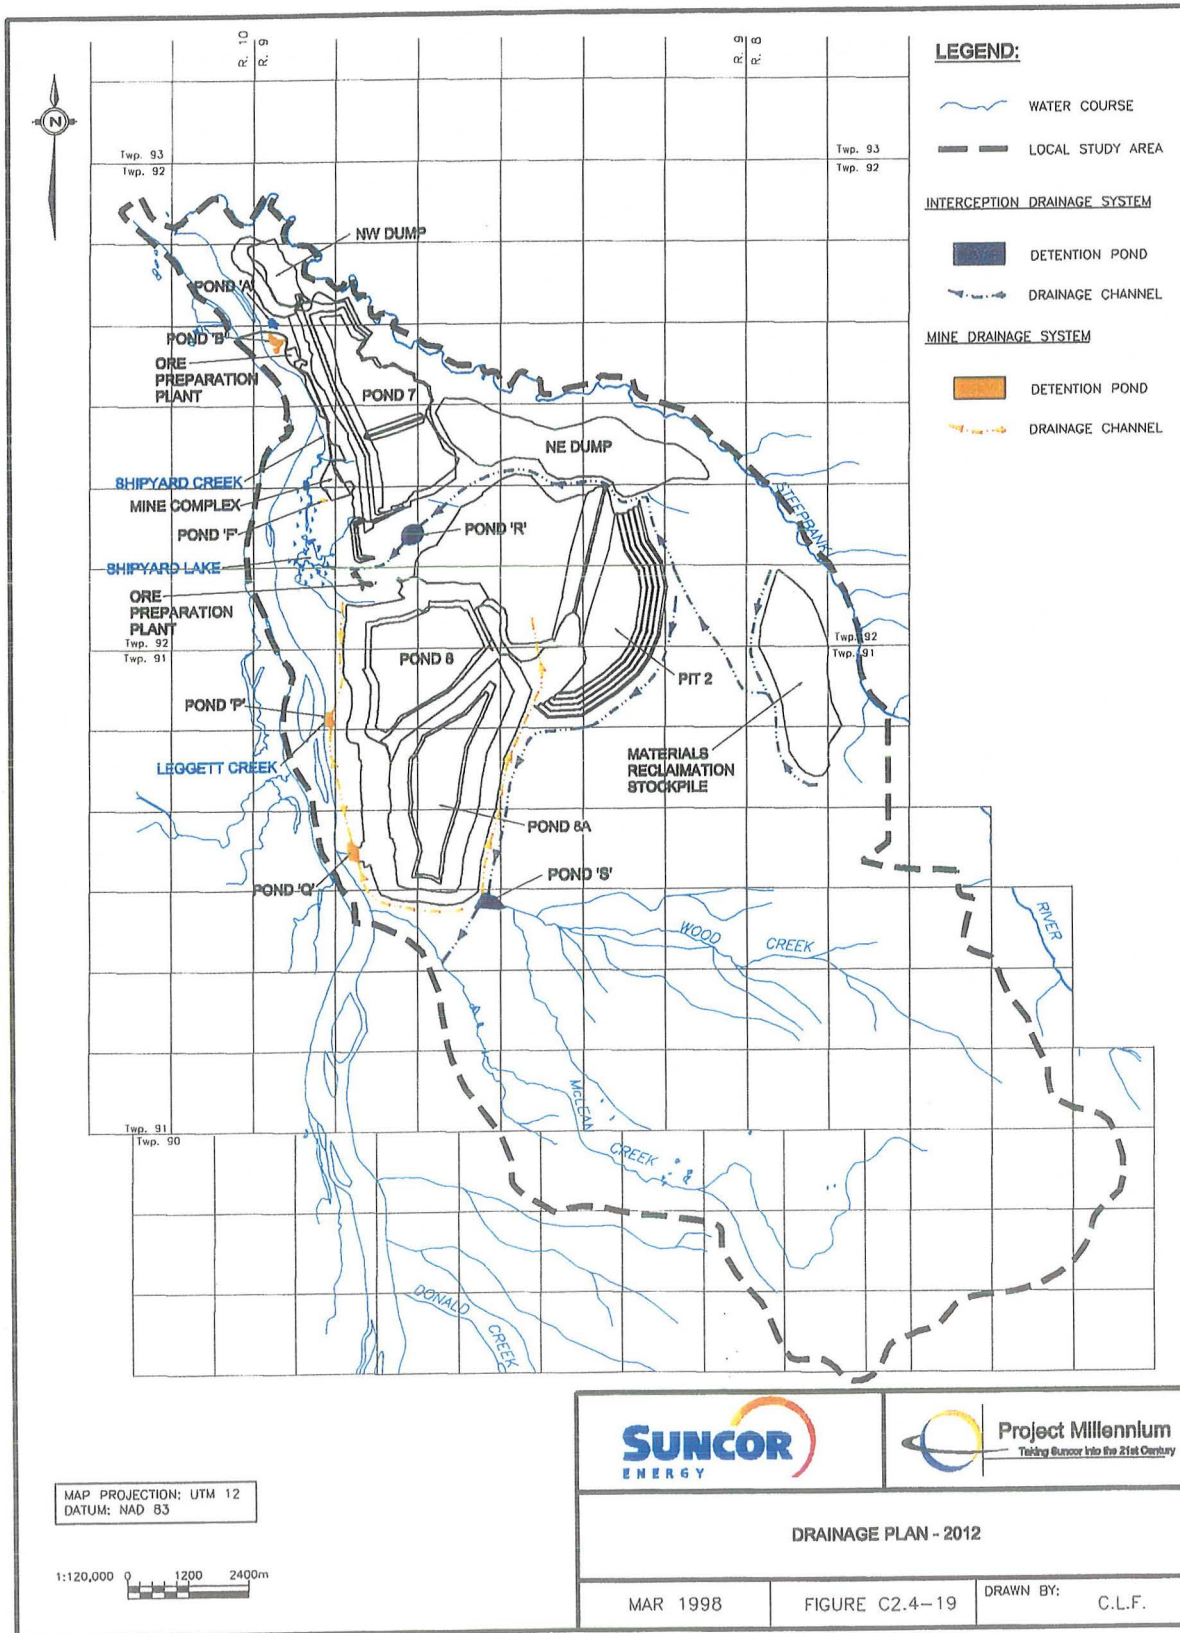 R. 10
R. 9
R. 9
R. 8
LEGEND:
WATER COURSE
LOCAL STUDY AREA
INTERCEPTION DRAINAGE SYSTEM
DETENTION POND
DRAINAGE CHANNEL
MINE DRAINAGE SYSTEM
DETENTION POND
DRAINAGE CHANNEL
N
Twp. 93
Twp. 92
Twp. 93
Twp. 92
NW DUMP
POND 'A'
POND 'B'
ORE
PREPARATION
PLANT
POND 7
NE DUMP
SHIPYARD CREEK
MINE COMPLEX
POND 'F'
POND 'R'
STEEPBANK
SHIPYARD LAKE
ORE
PREPARATION
PLANT
Twp. 92
Twp. 91
Twp. 92
Twp. 91
POND 8
PIT 2
POND 'P'
LEGGETT CREEK
MATERIALS
RECLAIMATION
STOCKPILE
POND 8A
POND 'Q'
POND 'S'
WOOD CREEK
RIVER
McLEAN
CREEK
Twp. 91
Twp. 90
DONALD
CREEK
SUNCOR
ENERGY
Project Millennium
Taking Suncor into the 21st Century
MAP PROJECTION: UTM 12
DATUM: NAD 83
DRAINAGE PLAN - 2012
1:120,000 0 1200 2400m
MAR 1998
FIGURE C2.4-19
DRAWN BY:
C.L.F.